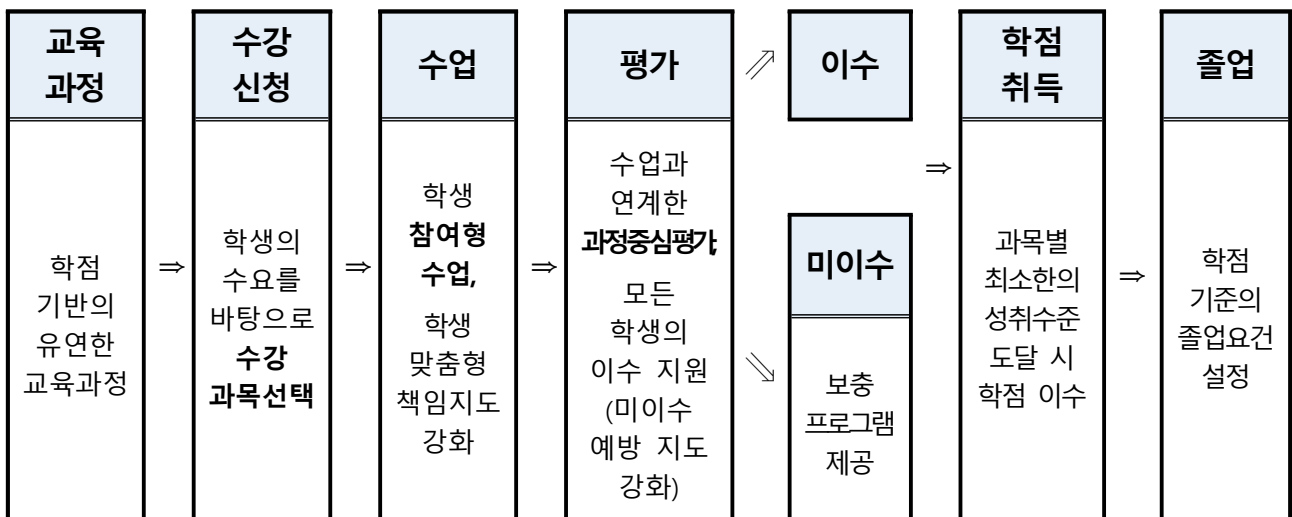 교육
과정
학점
기반의
유연한
교육과정
⇒
수강
신청
학생의
수요를
바탕으로
수강
과목선택
⇒
수업
학생
참여형
수업,
학생
맞춤형
책임지도
강화
⇒
평가
수업과
연계한
과정중심평가,
모든
학생의
이수 지원
(미이수
예방 지도
강화)
⇗
이수
⇘
미이수
보충
프로그램
제공
⇒
학점
취득
과목별
최소한의
성취수준
도달 시
학점 이수
⇒
졸업
학점
기준의
졸업요건
설정